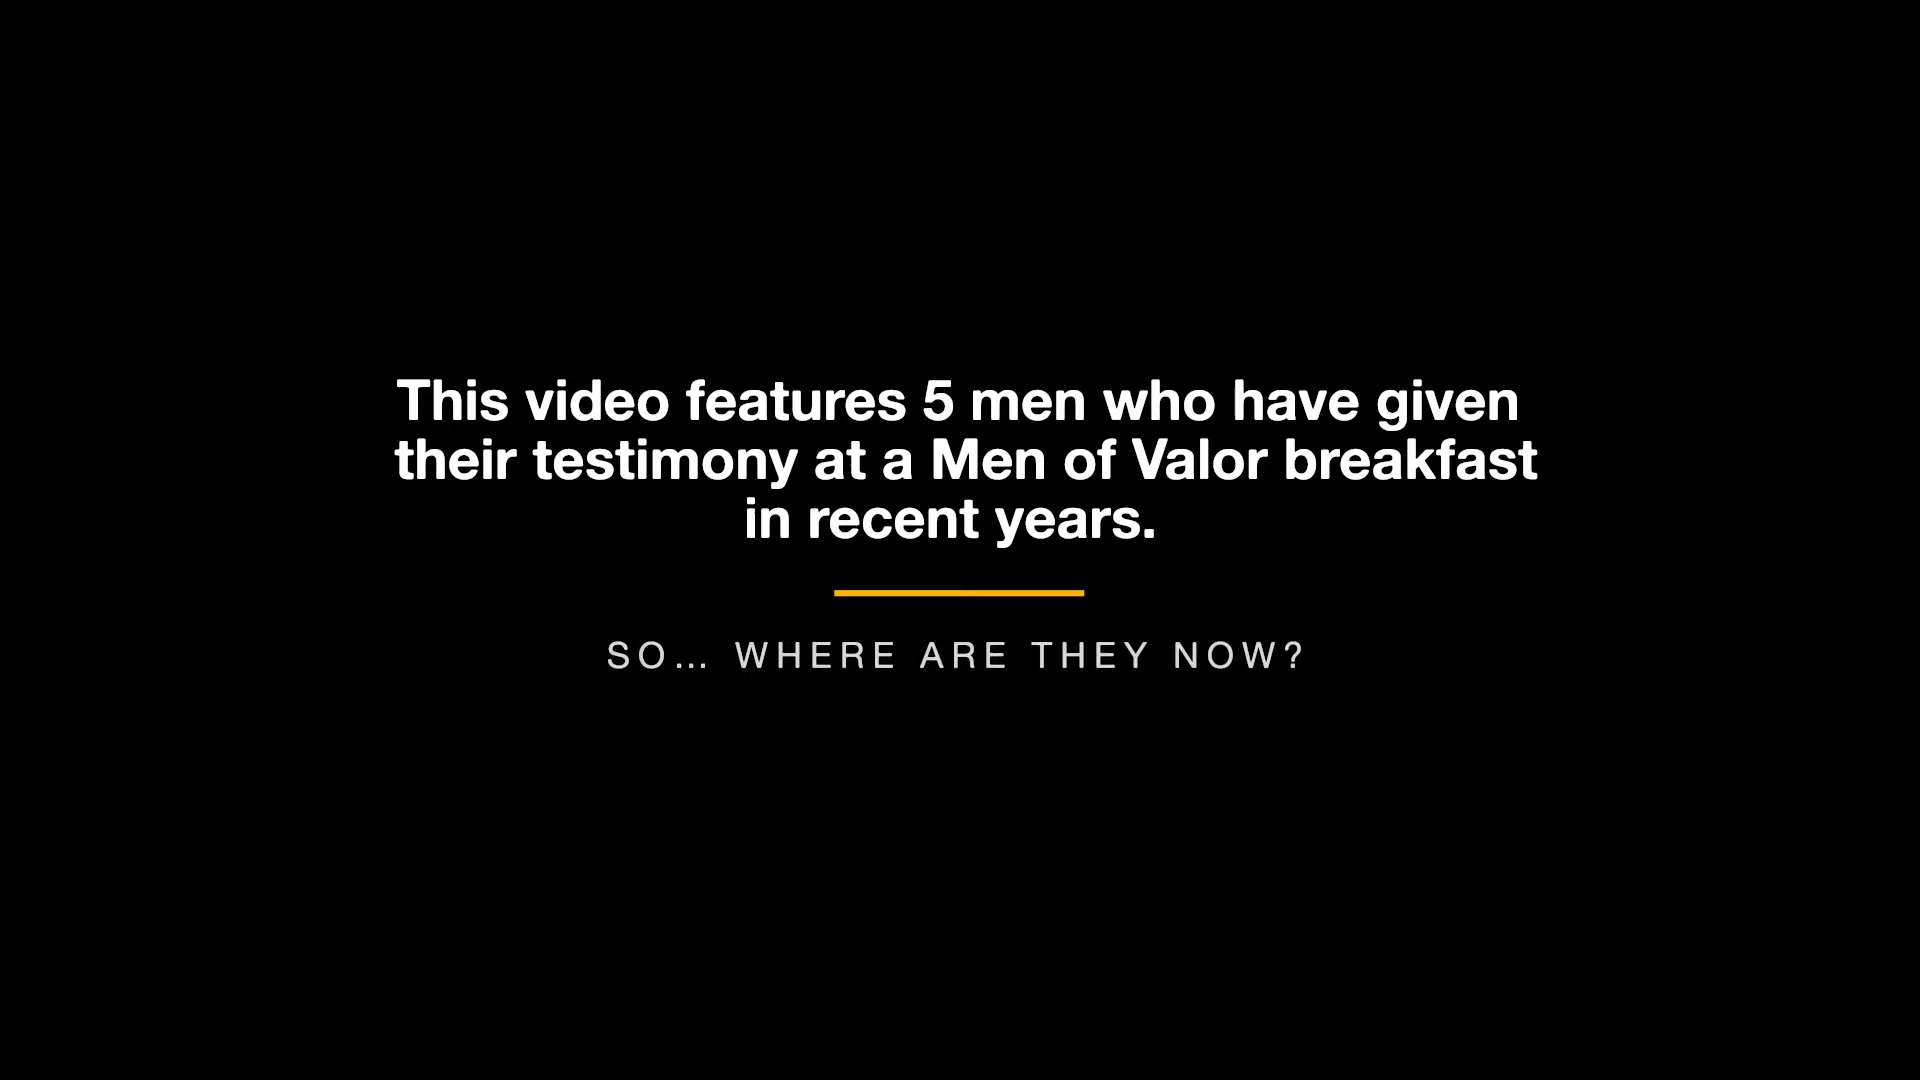 This video features 5 men who have given
their testimony at a Men of Valor breakfast
in recent years.
SO... WHERE ARE THEY NOW?